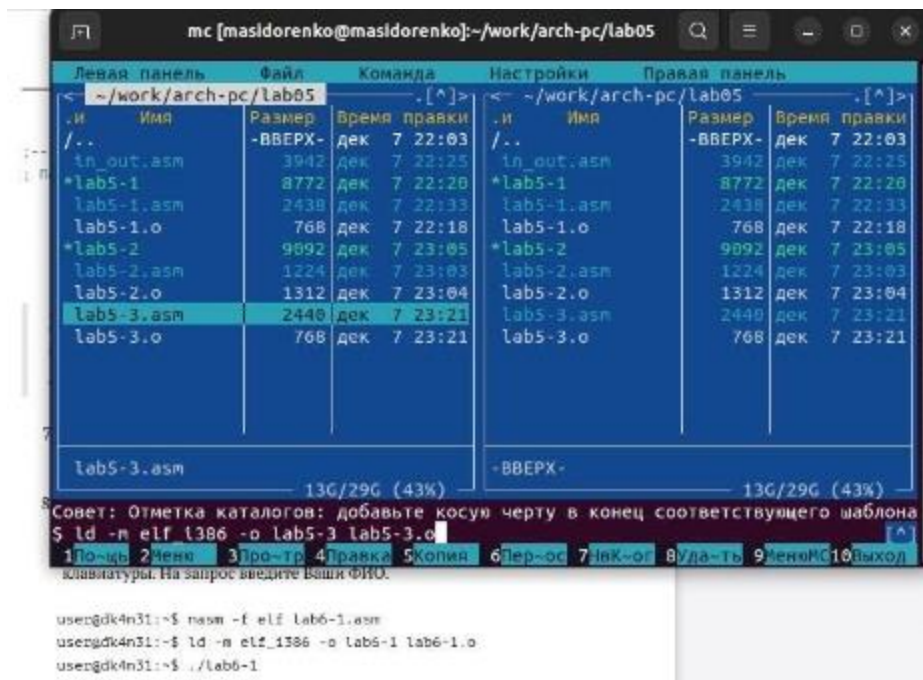 mc [masidorenko@masidorenko]:~/work/arch-pc/lab05
Левая панель Файл Команда Настройки Правая панель
<- ~/work/arch-pc/lab05 .[^]> <- ~/work/arch-pc/lab05 .[^]>
.и Имя Размер Время правки .и Имя Размер Время правки
/.. -ВВЕРХ- дек 7 22:03 /.. -ВВЕРХ- дек 7 22:03
in_out.asm 3942 дек 7 22:25 in_out.asm 3942 дек 7 22:25
*lab5-1 8772 дек 7 22:20 *lab5-1 8772 дек 7 22:20
lab5-1.asm 2438 дек 7 22:33 lab5-1.asm 2438 дек 7 22:33
lab5-1.o 768 дек 7 22:18 lab5-1.o 768 дек 7 22:18
*lab5-2 9092 дек 7 23:05 *lab5-2 9092 дек 7 23:05
lab5-2.asm 1224 дек 7 23:03 lab5-2.asm 1224 дек 7 23:03
lab5-2.o 1312 дек 7 23:04 lab5-2.o 1312 дек 7 23:04
lab5-3.asm 2440 дек 7 23:21 lab5-3.asm 2440 дек 7 23:21
lab5-3.o 768 дек 7 23:21 lab5-3.o 768 дек 7 23:21
lab5-3.asm -ВВЕРХ-
13G/29G (43%) 13G/29G (43%)
Совет: Отметка каталогов: добавьте косую черту в конец соответствующего шаблона
$ ld -m elf_i386 -o lab5-3 lab5-3.o [^]
1По~щь 2Меню 3Про~тр 4Правка 5Копия 6Пер~ос 7НвК~ог 8Уда~ть 9МенюMC 10Выход
клавиатуры. На запрос введите Ваши ФИО.
user@dk4n31:~$ nasm -f elf lab6-1.asm
user@dk4n31:~$ ld -m elf_i386 -o lab6-1 lab6-1.o
user@dk4n31:~$ ./lab6-1